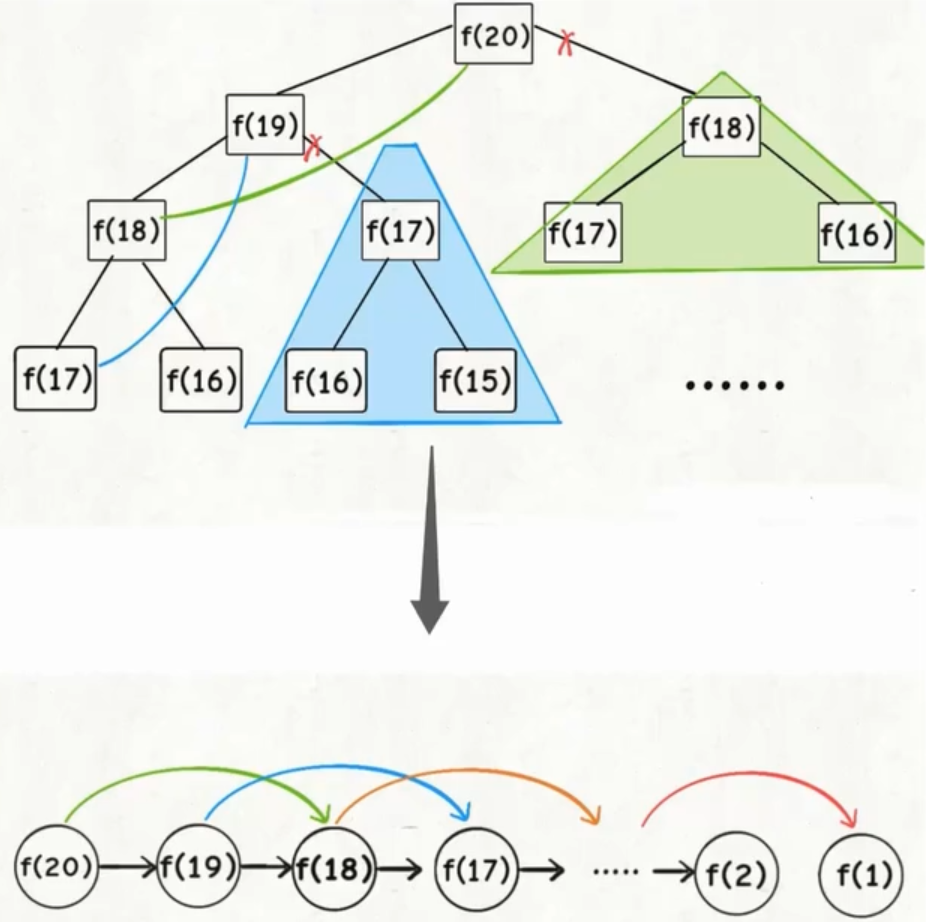 f(20)
f(19)
f(18)
f(18)
f(17)
f(17)
f(16)
f(17)
f(16)
f(16)
f(15)
......
f(20)
f(19)
f(18)
f(17)
.....
f(2)
f(1)